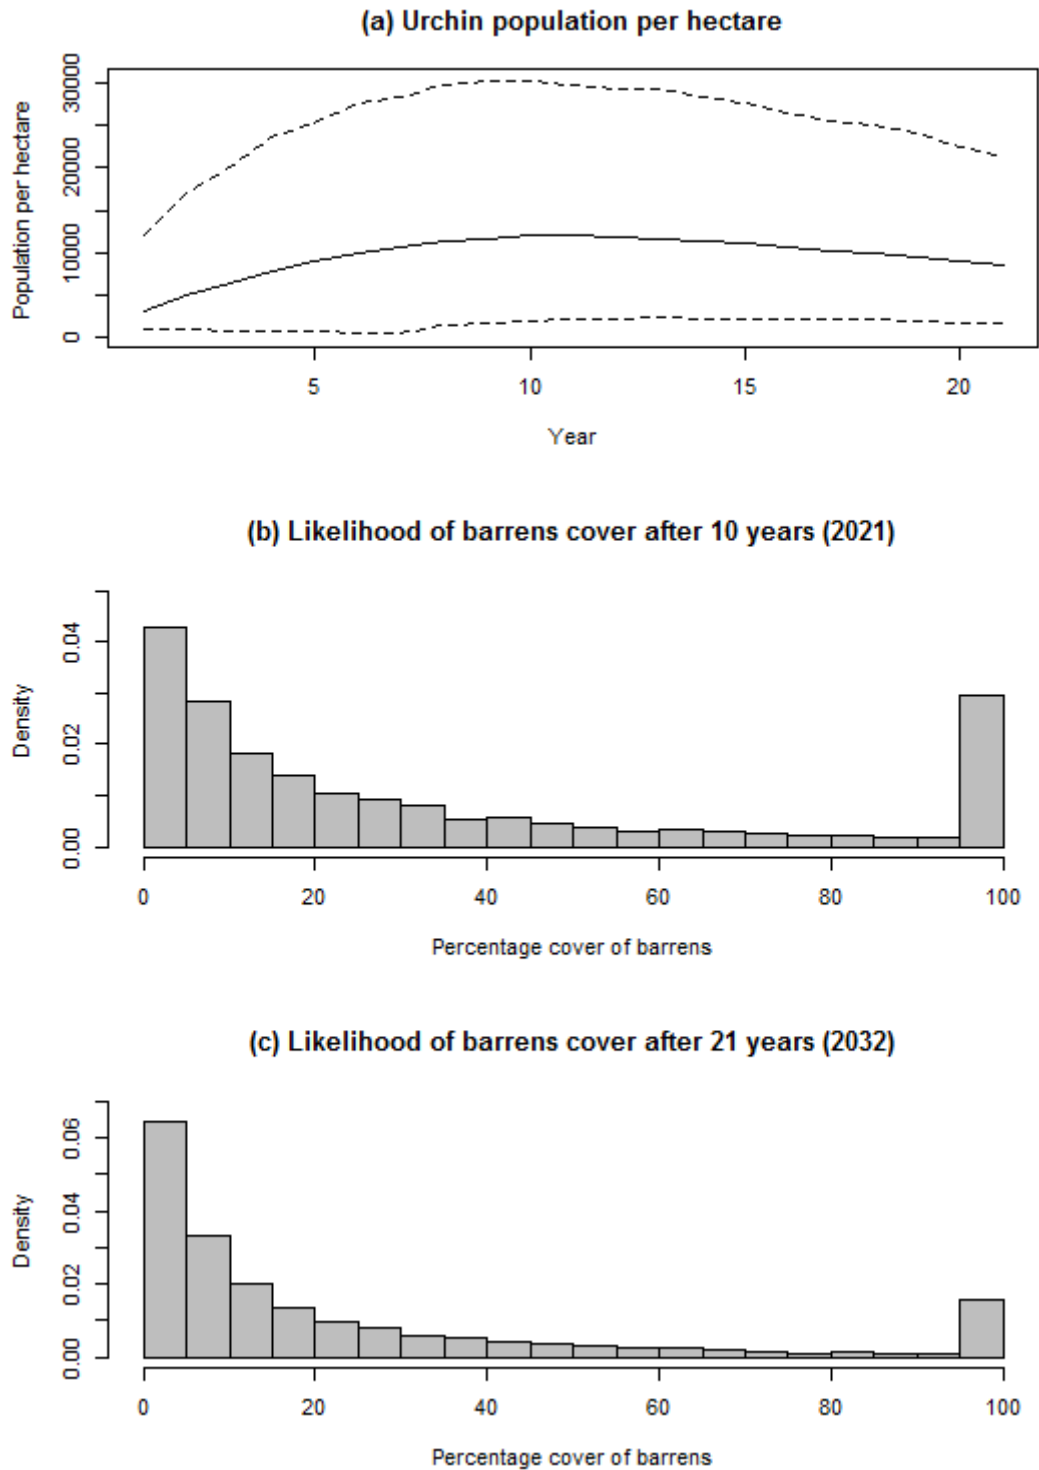 (a) Urchin population per hectare
Population per hectare
30000
20000
10000
0
5 10 15 20
Year
(b) Likelihood of barrens cover after 10 years (2021)
Density
0.04
0.02
0.00
0 20 40 60 80 100
Percentage cover of barrens
(c) Likelihood of barrens cover after 21 years (2032)
Density
0.06
0.04
0.02
0.00
0 20 40 60 80 100
Percentage cover of barrens